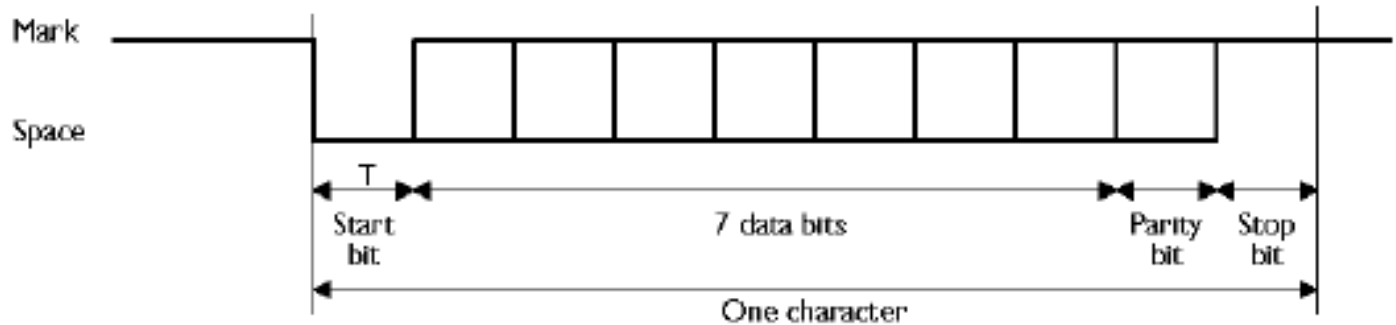 Mark
Space
T
Start
bit
7 data bits
Parity
bit
Stop
bit
One character